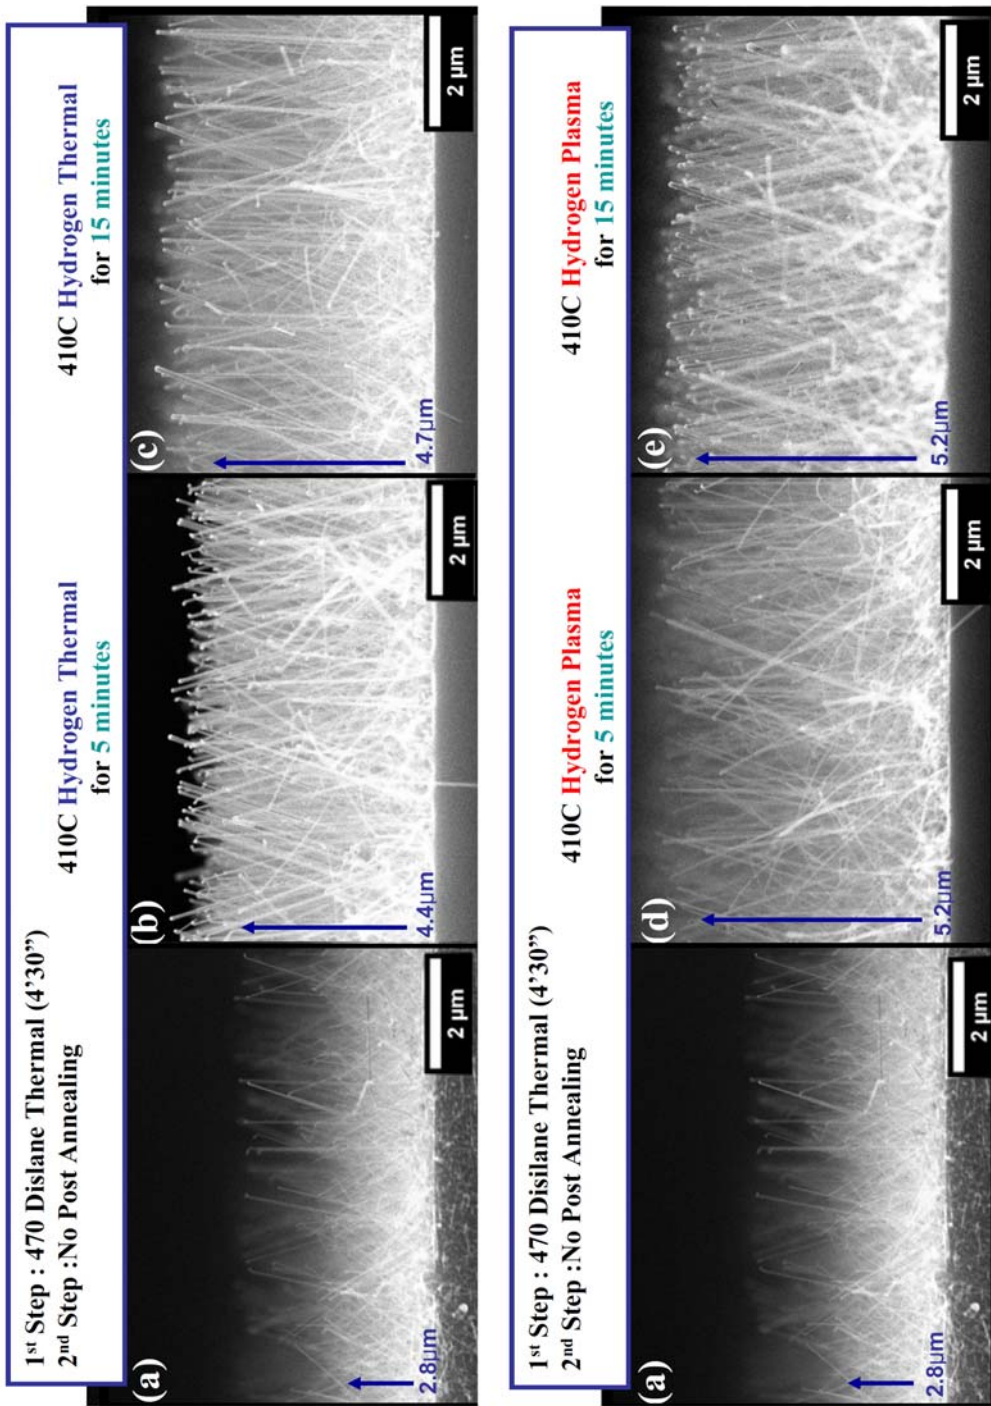 1st Step : 470 Dislane Thermal (4’30”)
2nd Step :No Post Annealing
410C Hydrogen Thermal
for 5 minutes
410C Hydrogen Thermal
for 15 minutes
(a)
2.8µm
2 µm
(b)
4.4µm
2 µm
(c)
4.7µm
2 µm
1st Step : 470 Disilane Thermal (4’30”)
2nd Step :No Post Annealing
410C Hydrogen Plasma
for 5 minutes
410C Hydrogen Plasma
for 15 minutes
(a)
2.8µm
2 µm
(d)
5.2µm
2 µm
(e)
5.2µm
2 µm